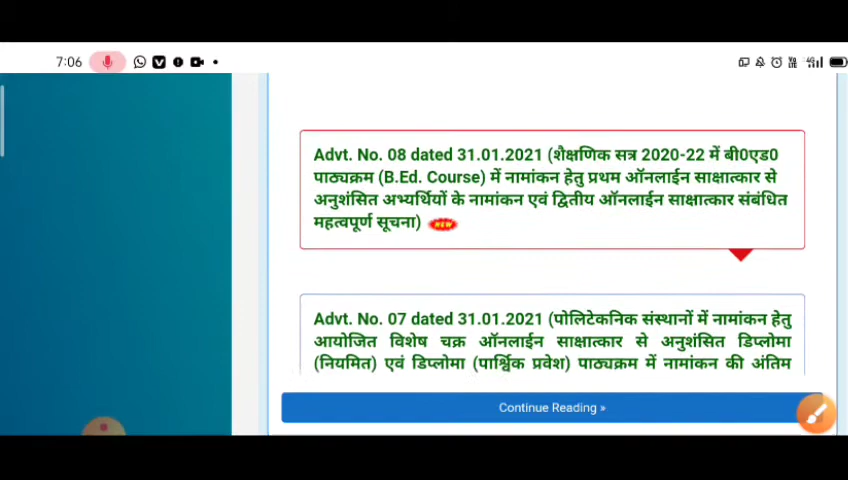 7:06
Advt. No. 08 dated 31.01.2021 (शैक्षणिक सत्र 2020-22 में बी0एड0
पाठ्यक्रम (B.Ed. Course) में नामांकन हेतु प्रथम ऑनलाईन साक्षात्कार से
अनुशंसित अभ्यर्थियों के नामांकन एवं द्वितीय ऑनलाईन साक्षात्कार संबंधित
महत्वपूर्ण सूचना) NEW
Advt. No. 07 dated 31.01.2021 (पोलिटेकनिक संस्थानों में नामांकन हेतु
आयोजित विशेष चक्र ऑनलाईन साक्षात्कार से अनुशंसित डिप्लोमा
(नियमित) एवं डिप्लोमा (पार्श्विक प्रवेश) पाठ्यक्रम में नामांकन की अंतिम
Continue Reading »